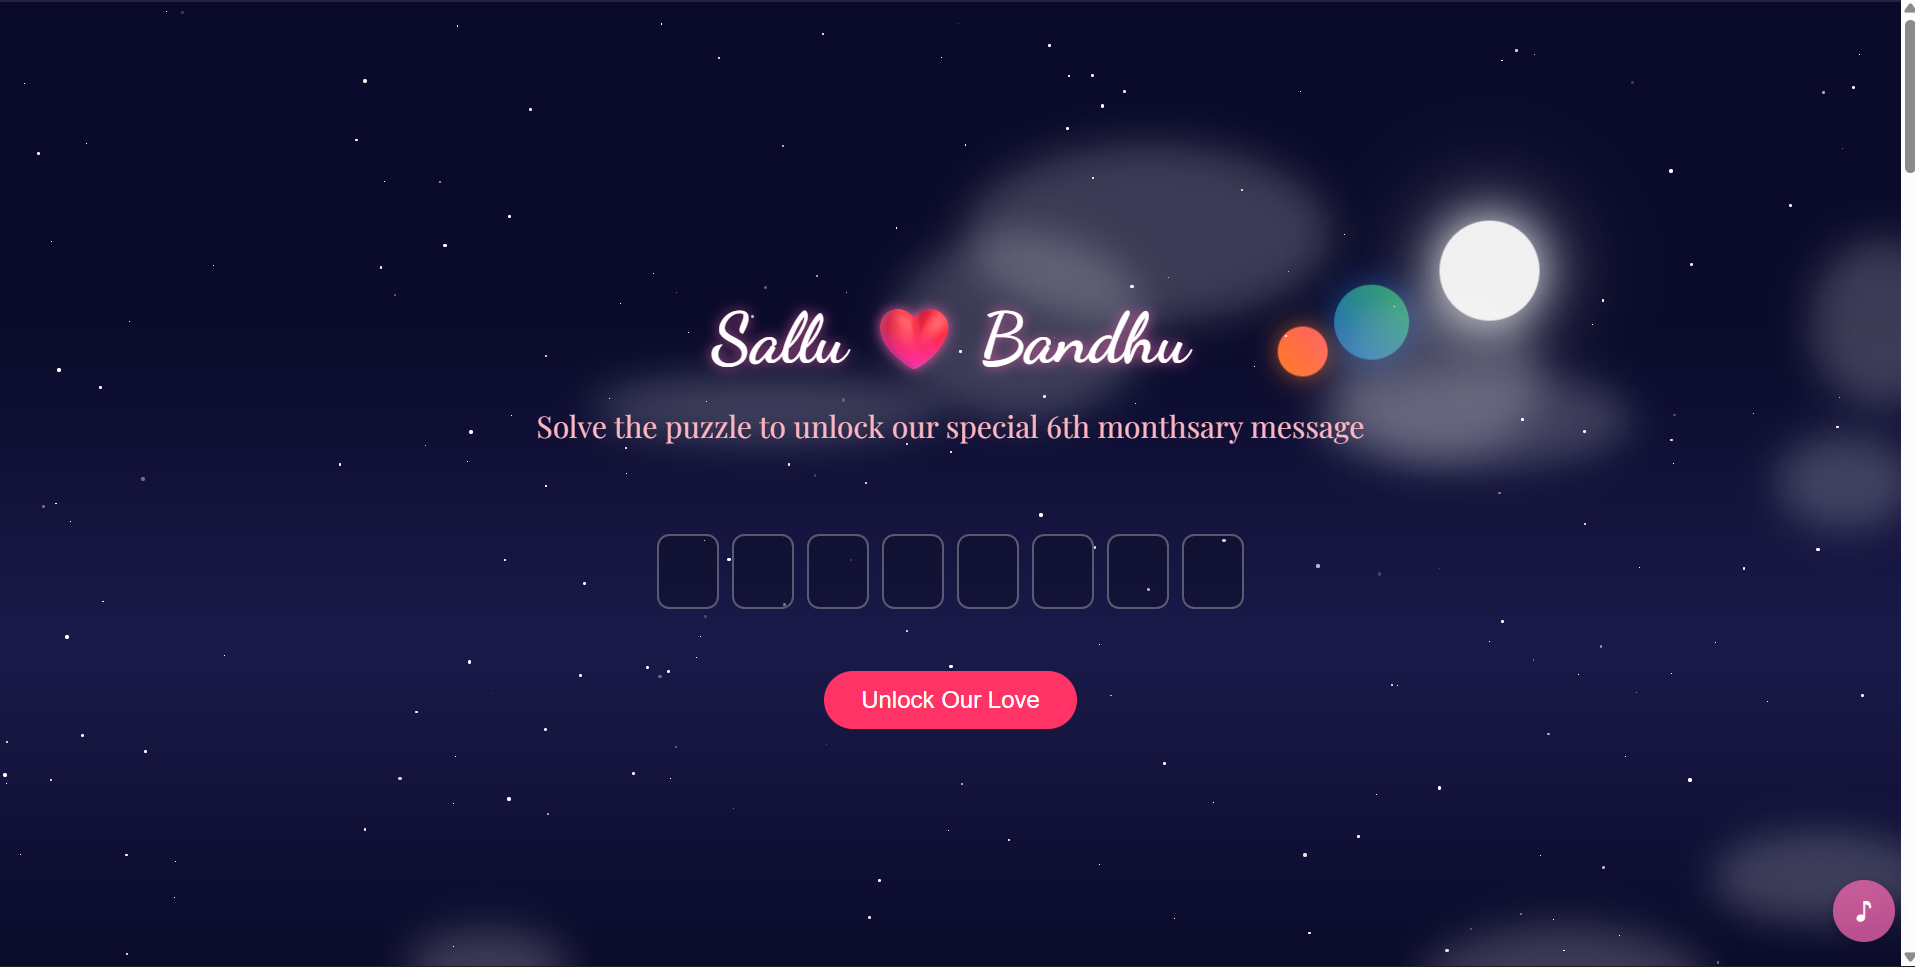 Sallu ❤️ Bandhu
Solve the puzzle to unlock our special 6th monthsary message
Unlock Our Love